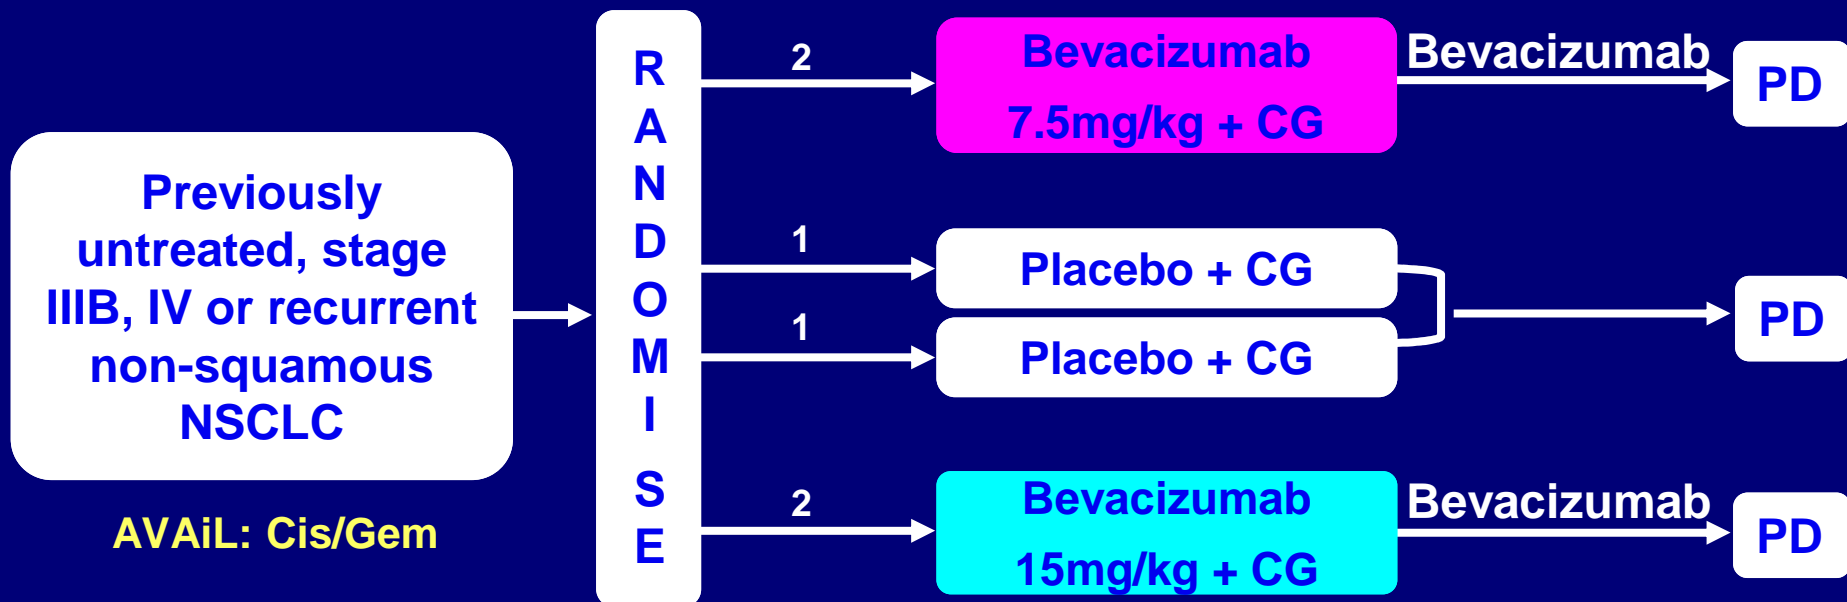 Previously
untreated, stage
IIIB, IV or recurrent
non-squamous
NSCLC
AVAiL: Cis/Gem
R
A
N
D
O
M
I
S
E
2
Bevacizumab
7.5mg/kg + CG
Bevacizumab
PD
1
Placebo + CG
1
Placebo + CG
PD
2
Bevacizumab
15mg/kg + CG
Bevacizumab
PD